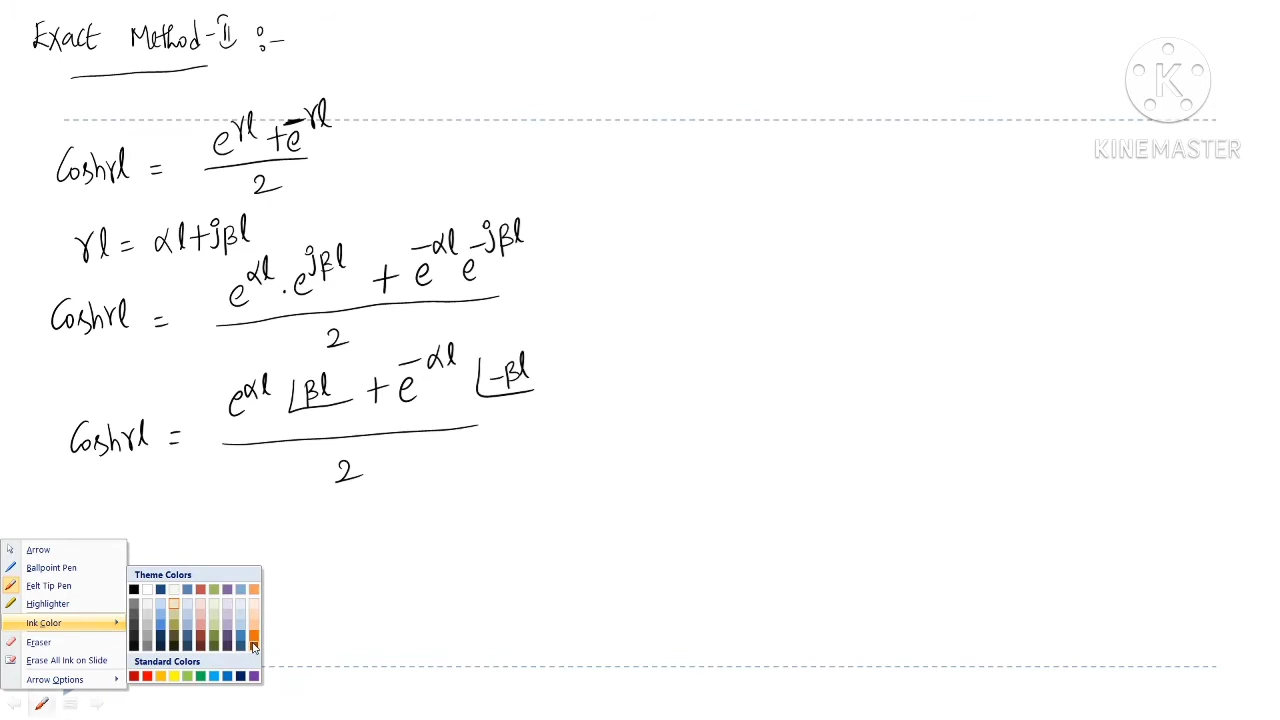 Exact Method-II :-
K
KINEMASTER
Coshγl = e^γl + e^-γl / 2
γl = αl+jβl
Coshγl = e^αl . e^jβl + e^-αl e^-jβl / 2
Coshγl = e^αl ∠βl + e^-αl ∠-βl / 2
Arrow
Ballpoint Pen
Felt Tip Pen
Highlighter
Ink Color
Eraser
Erase All Ink on Slide
Arrow Options
Theme Colors
Standard Colors